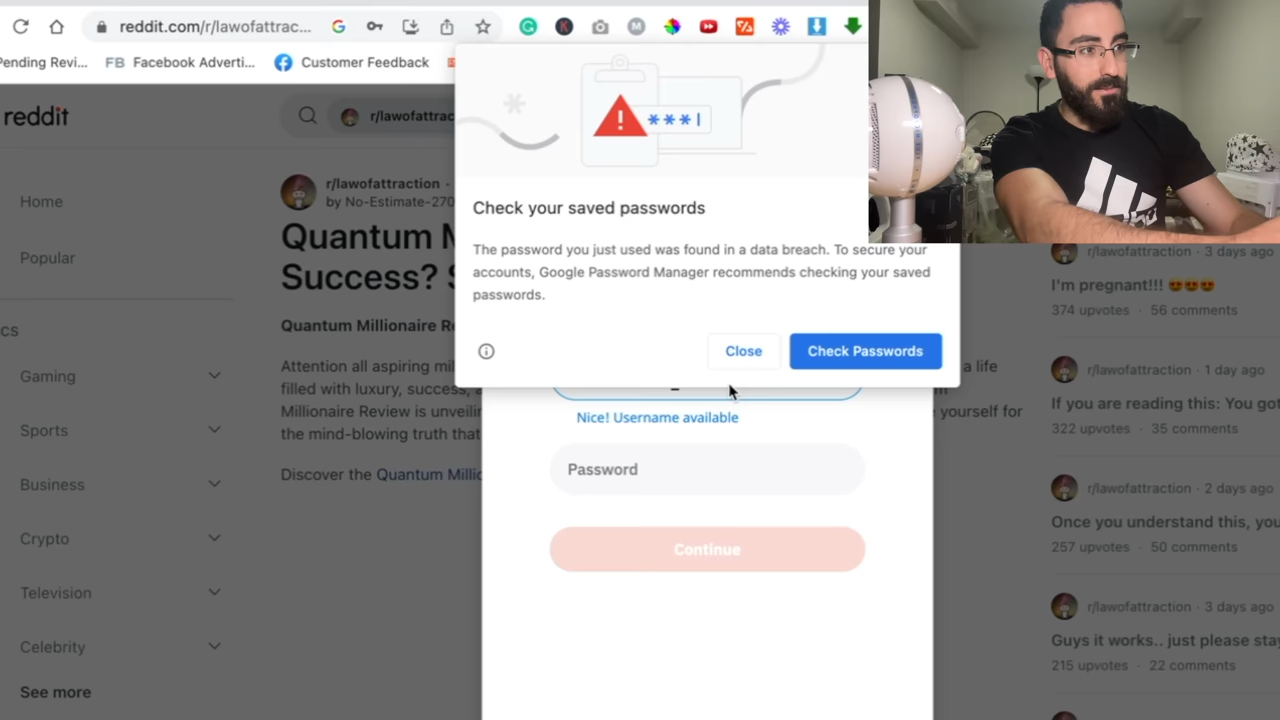 reddit.com/r/lawofattrac...
Pending Revi...
FB Facebook Adverti...
Customer Feedback
reddit
r/lawofattrac
Home
Popular
CS
Gaming
Sports
Business
Crypto
Television
Celebrity
See more
r/lawofattraction ·
by No-Estimate-270
Quantum M
Success? S
Quantum Millionaire Re
Attention all aspiring mil
filled with luxury, success, a
Millionaire Review is unveilin
the mind-blowing truth that
Discover the Quantum Millio
a life
yourself for
***|
Check your saved passwords
The password you just used was found in a data breach. To secure your
accounts, Google Password Manager recommends checking your saved
passwords.
Close
Check Passwords
Nice! Username available
Password
Continue
r/lawofattraction · 3 days ago
I'm pregnant!!! 😍😍😍
374 upvotes · 56 comments
r/lawofattraction · 1 day ago
If you are reading this: You got
322 upvotes · 35 comments
r/lawofattraction · 2 days ago
Once you understand this, you
257 upvotes · 50 comments
r/lawofattraction · 3 days ago
Guys it works.. just please stay
215 upvotes · 22 comments